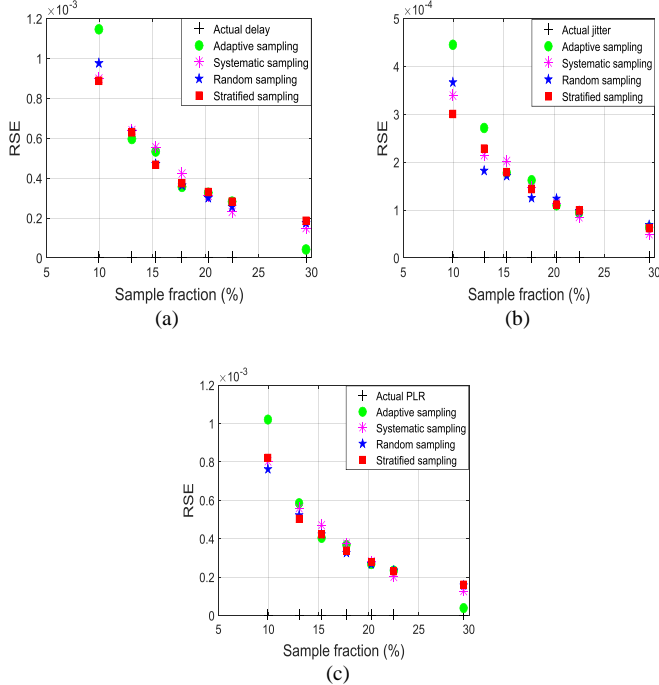 ×10-3
1.2
1
0.8
0.6
0.4
0.2
0
RSE
5 10 15 20 25 30
Sample fraction (%)
Actual delay
Adaptive sampling
Systematic sampling
Random sampling
Stratified sampling
(a)
×10-4
5
4
3
2
1
0
RSE
5 10 15 20 25 30
Sample fraction (%)
Actual jitter
Adaptive sampling
Systematic sampling
Random sampling
Stratified sampling
(b)
×10-3
1.2
1
0.8
0.6
0.4
0.2
0
RSE
5 10 15 20 25 30
Sample fraction (%)
Actual PLR
Adaptive sampling
Systematic sampling
Random sampling
Stratified sampling
(c)